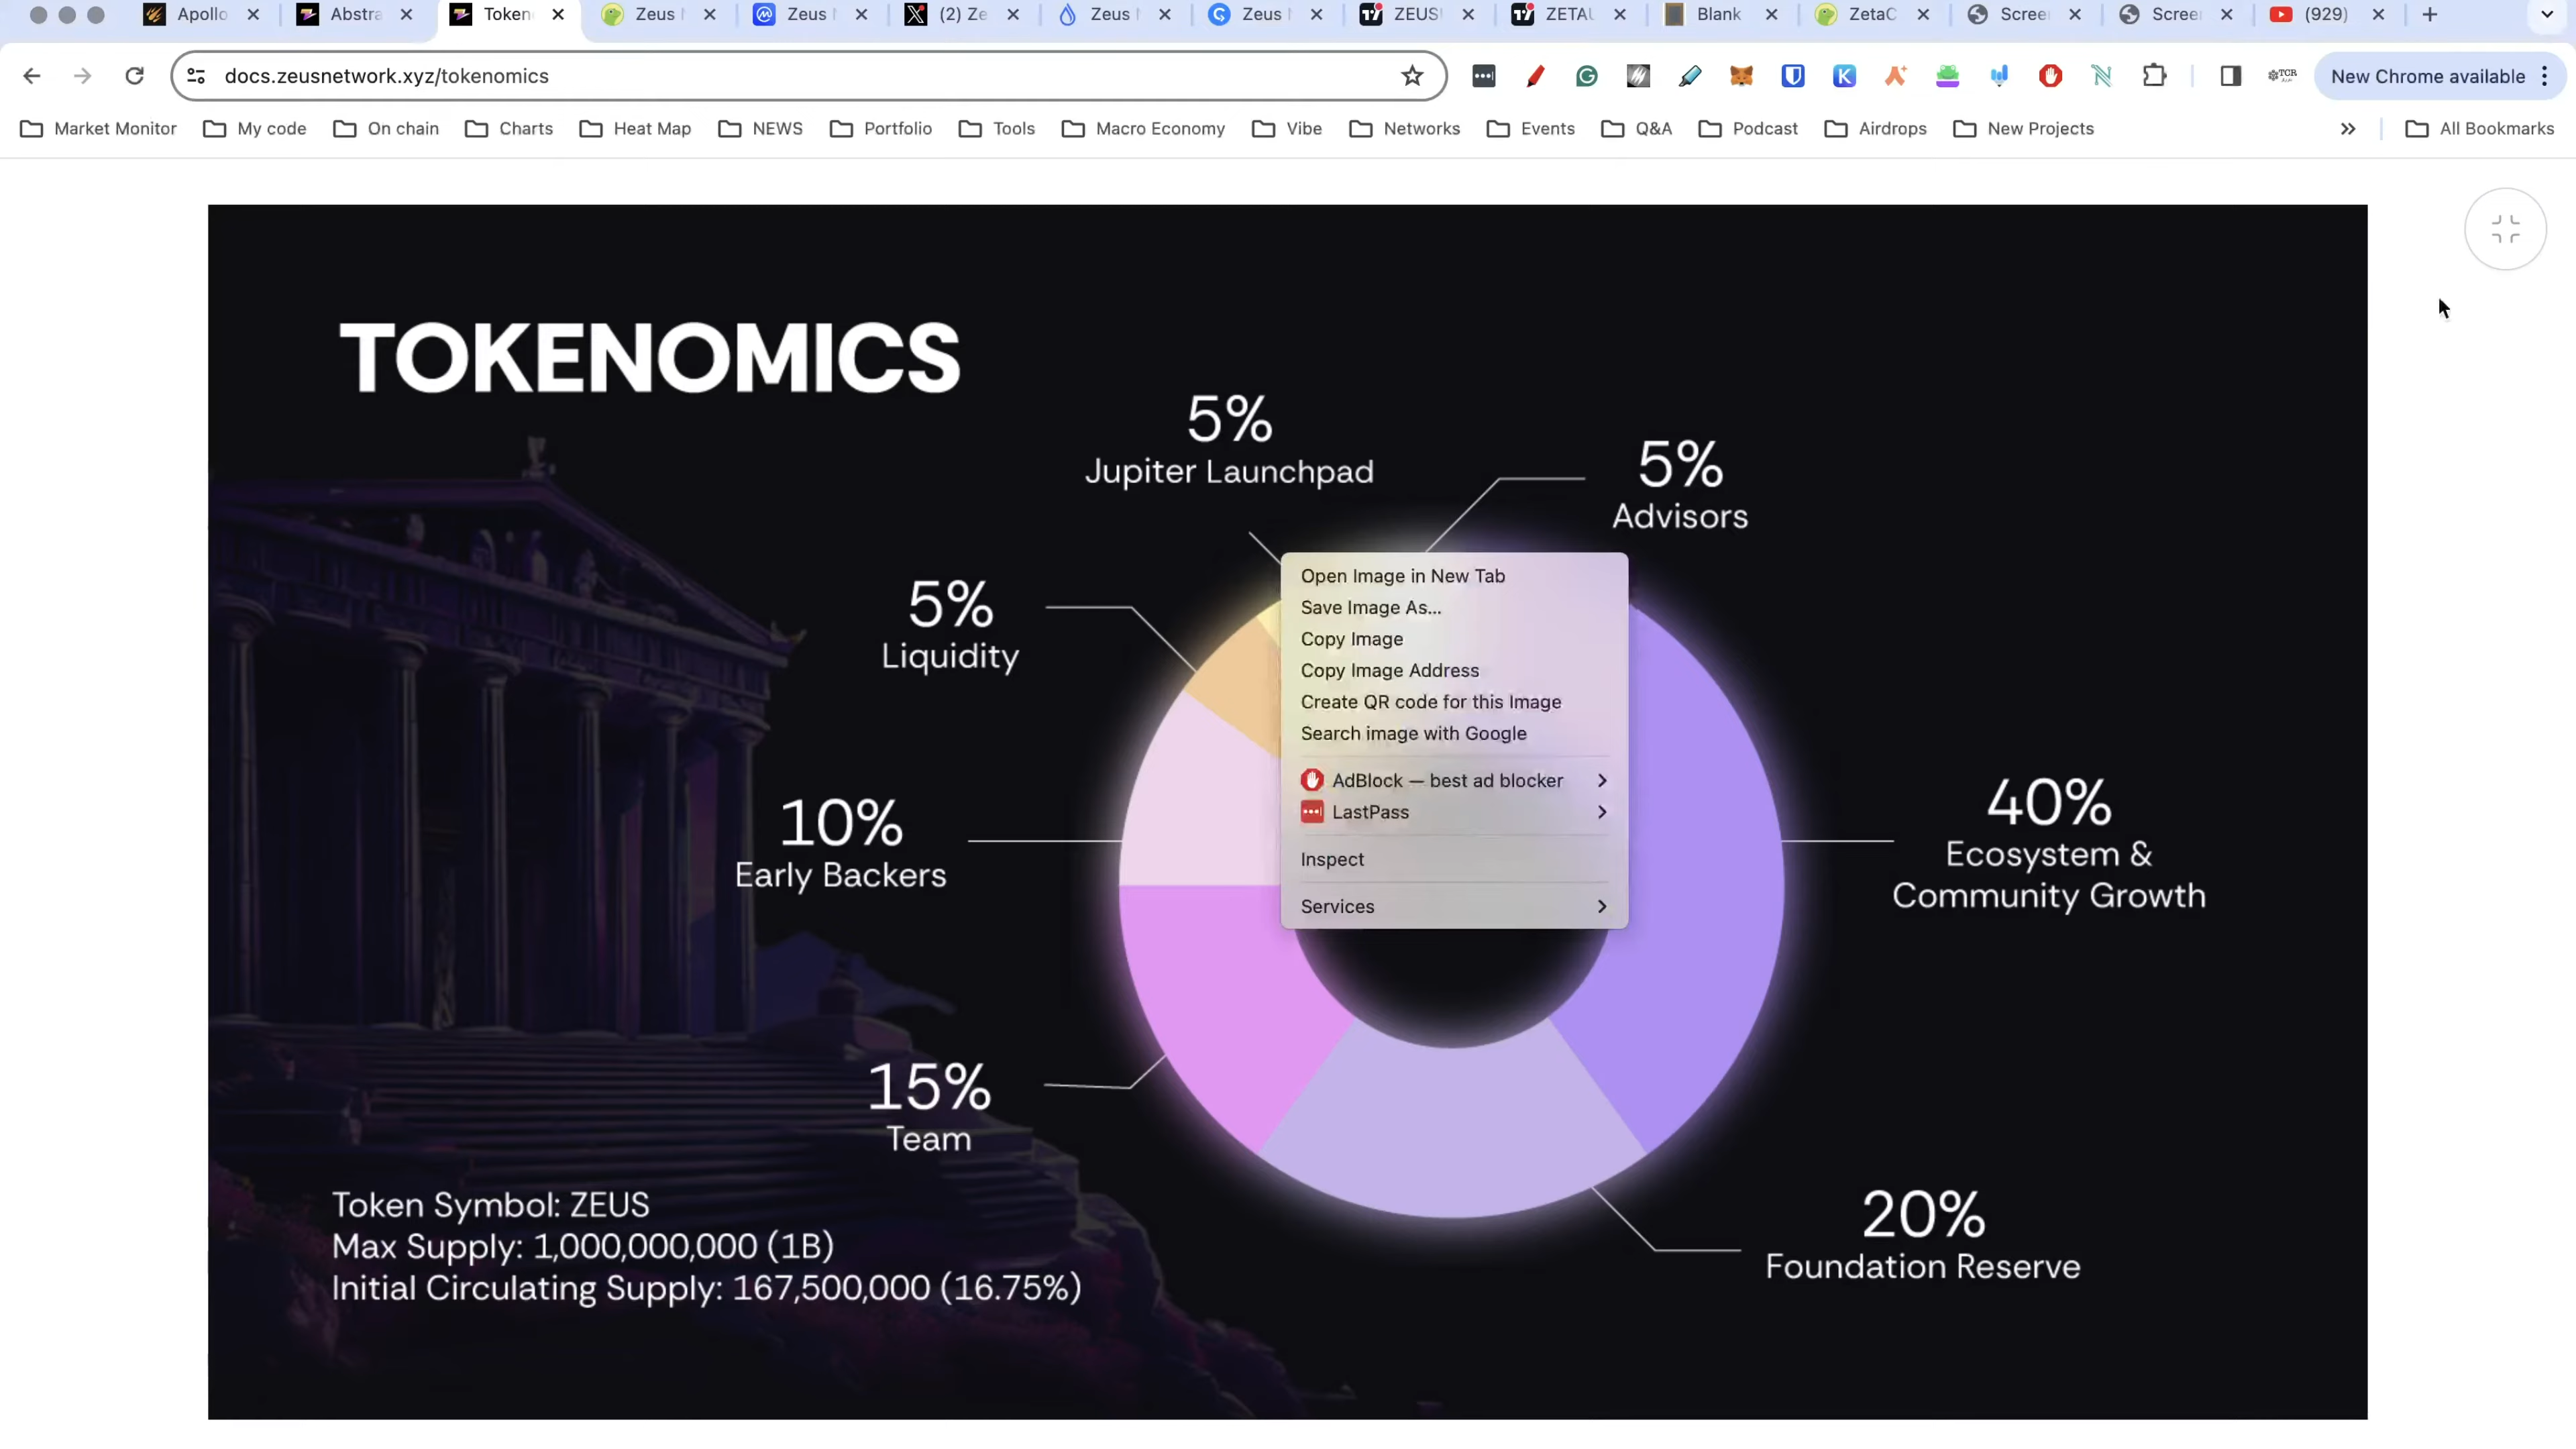 Apollo
Abstra
Token
Zeus
Zeus
(2) Ze
Zeus
Zeus
ZEUS
ZETAU
Blank
ZetaC
Scree
Scree
(929)
docs.zeusnetwork.xyz/tokenomics
New Chrome available
Market Monitor
My code
On chain
Charts
Heat Map
NEWS
Portfolio
Tools
Macro Economy
Vibe
Networks
Events
Q&A
Podcast
Airdrops
New Projects
All Bookmarks
TOKENOMICS
5%
Jupiter Launchpad
5%
Advisors
5%
Liquidity
10%
Early Backers
15%
Team
40%
Ecosystem &
Community Growth
20%
Foundation Reserve
Open Image in New Tab
Save Image As...
Copy Image
Copy Image Address
Create QR code for this Image
Search image with Google
AdBlock — best ad blocker
LastPass
Inspect
Services
Token Symbol: ZEUS
Max Supply: 1,000,000,000 (1B)
Initial Circulating Supply: 167,500,000 (16.75%)